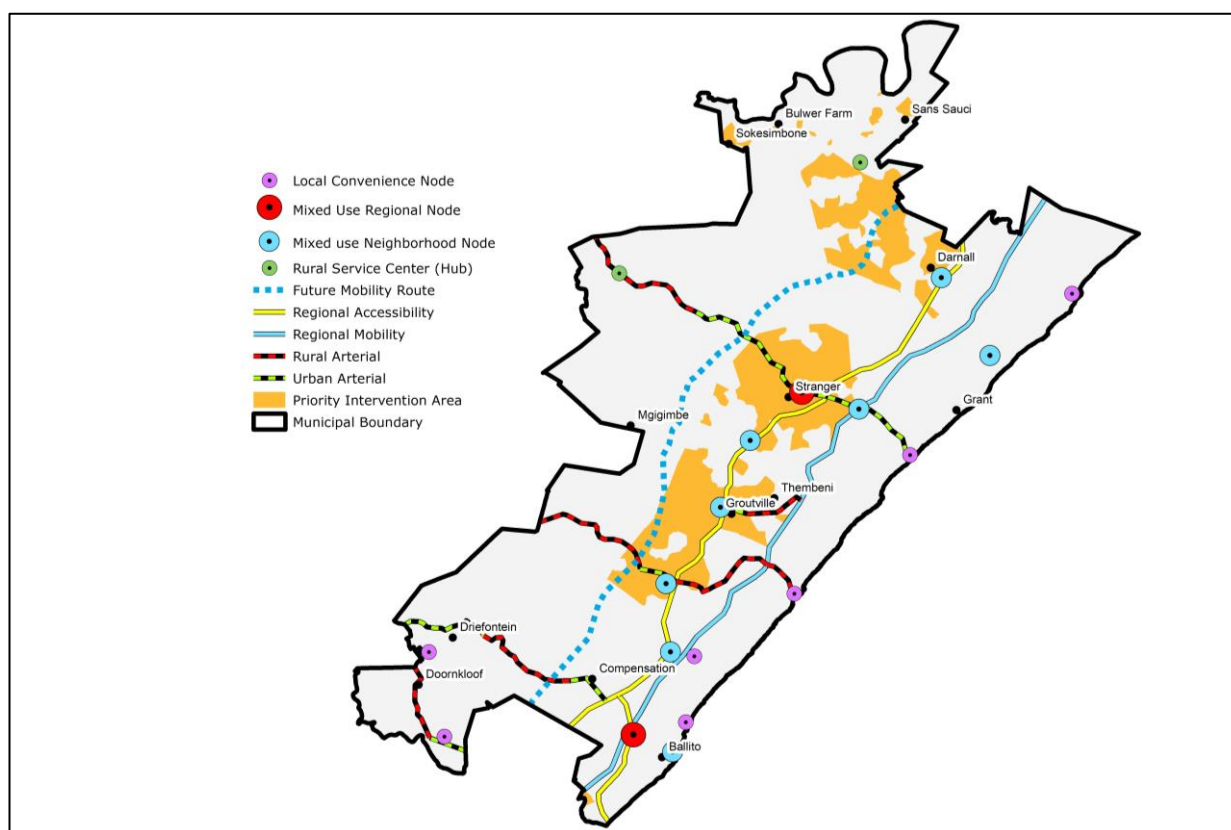 Bulwer Farm
Sans Sauci
Sokesimbone
Local Convenience Node
Mixed Use Regional Node
Mixed use Neighborhood Node
Rural Service Center (Hub)
Future Mobility Route
Regional Accessibility
Regional Mobility
Rural Arterial
Urban Arterial
Priority Intervention Area
Municipal Boundary
Darnall
Stranger
Grant
Mgigimbe
Thembeni
Groutville
Driefontein
Compensation
Doornkloof
Ballito